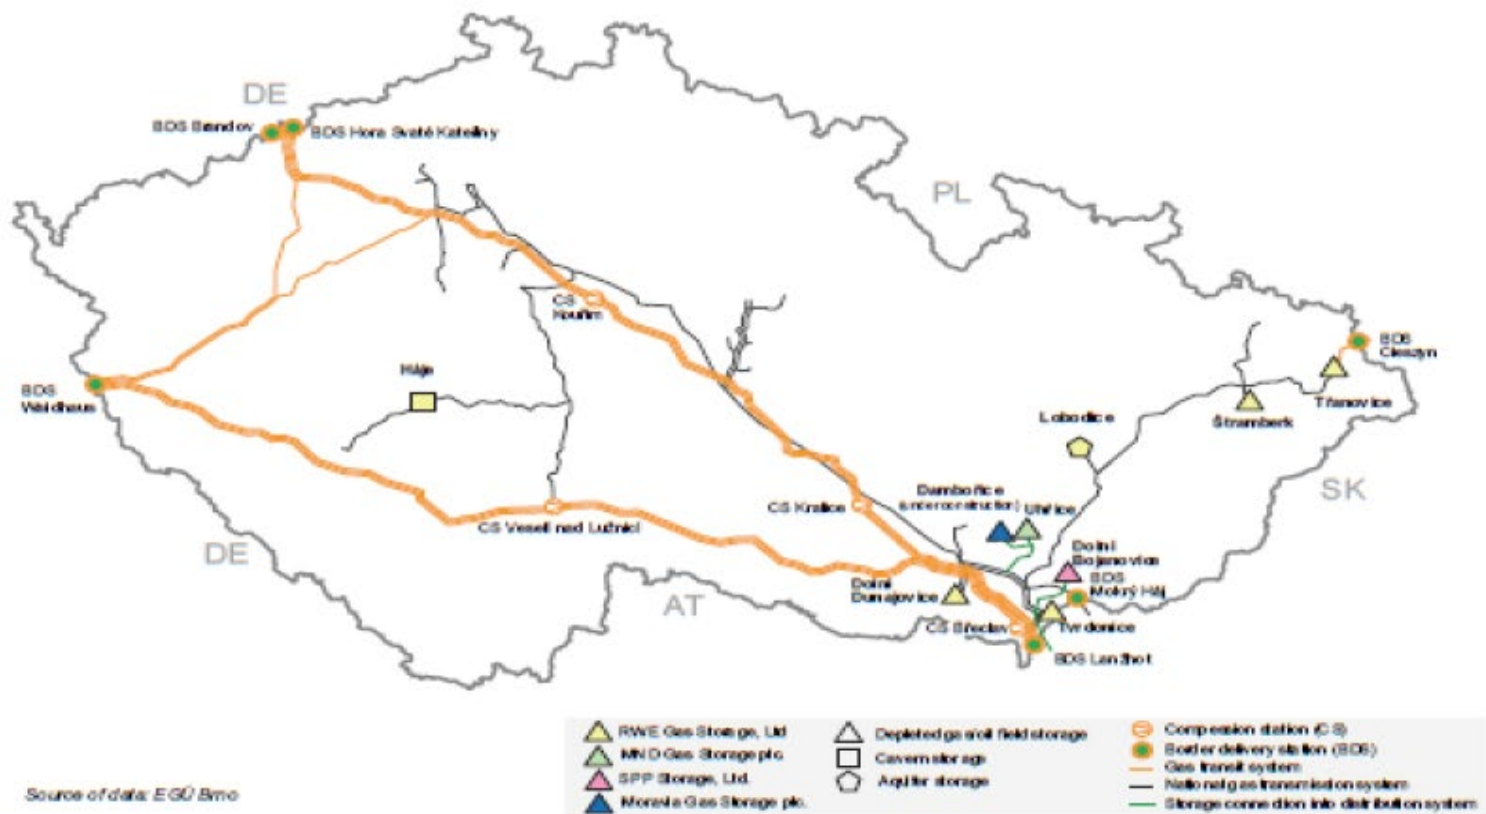 DE
BDS Brandov
BDS Hora Svaté Kateřiny
PL
CS
Kouřim
BDS
Cieszyn
BDS
Waidhaus
Háje
Třanovice
Štramberk
Lobodice
SK
Dambořice
(under construction)
Uhřice
CS Kralice
CS Veselí nad Lužnicí
DE
Dolní
Bojanovice
BDS
Mokrý Háj
Dolní
Dunajovice
AT
CS Břeclav
Tvrdonice
BDS Lanžhot
RWE Gas Storage, Ltd
MND Gas Storage plc.
SPP Storage, Ltd.
Moravia Gas Storage plc.
Depleted gas/oil field storage
Cavern storage
Aquifer storage
Compession station (CS)
Border delivery station (BDS)
Gas transit system
National gas transmission system
Storage connection into distribution system
Source of data: EGÚ Brno